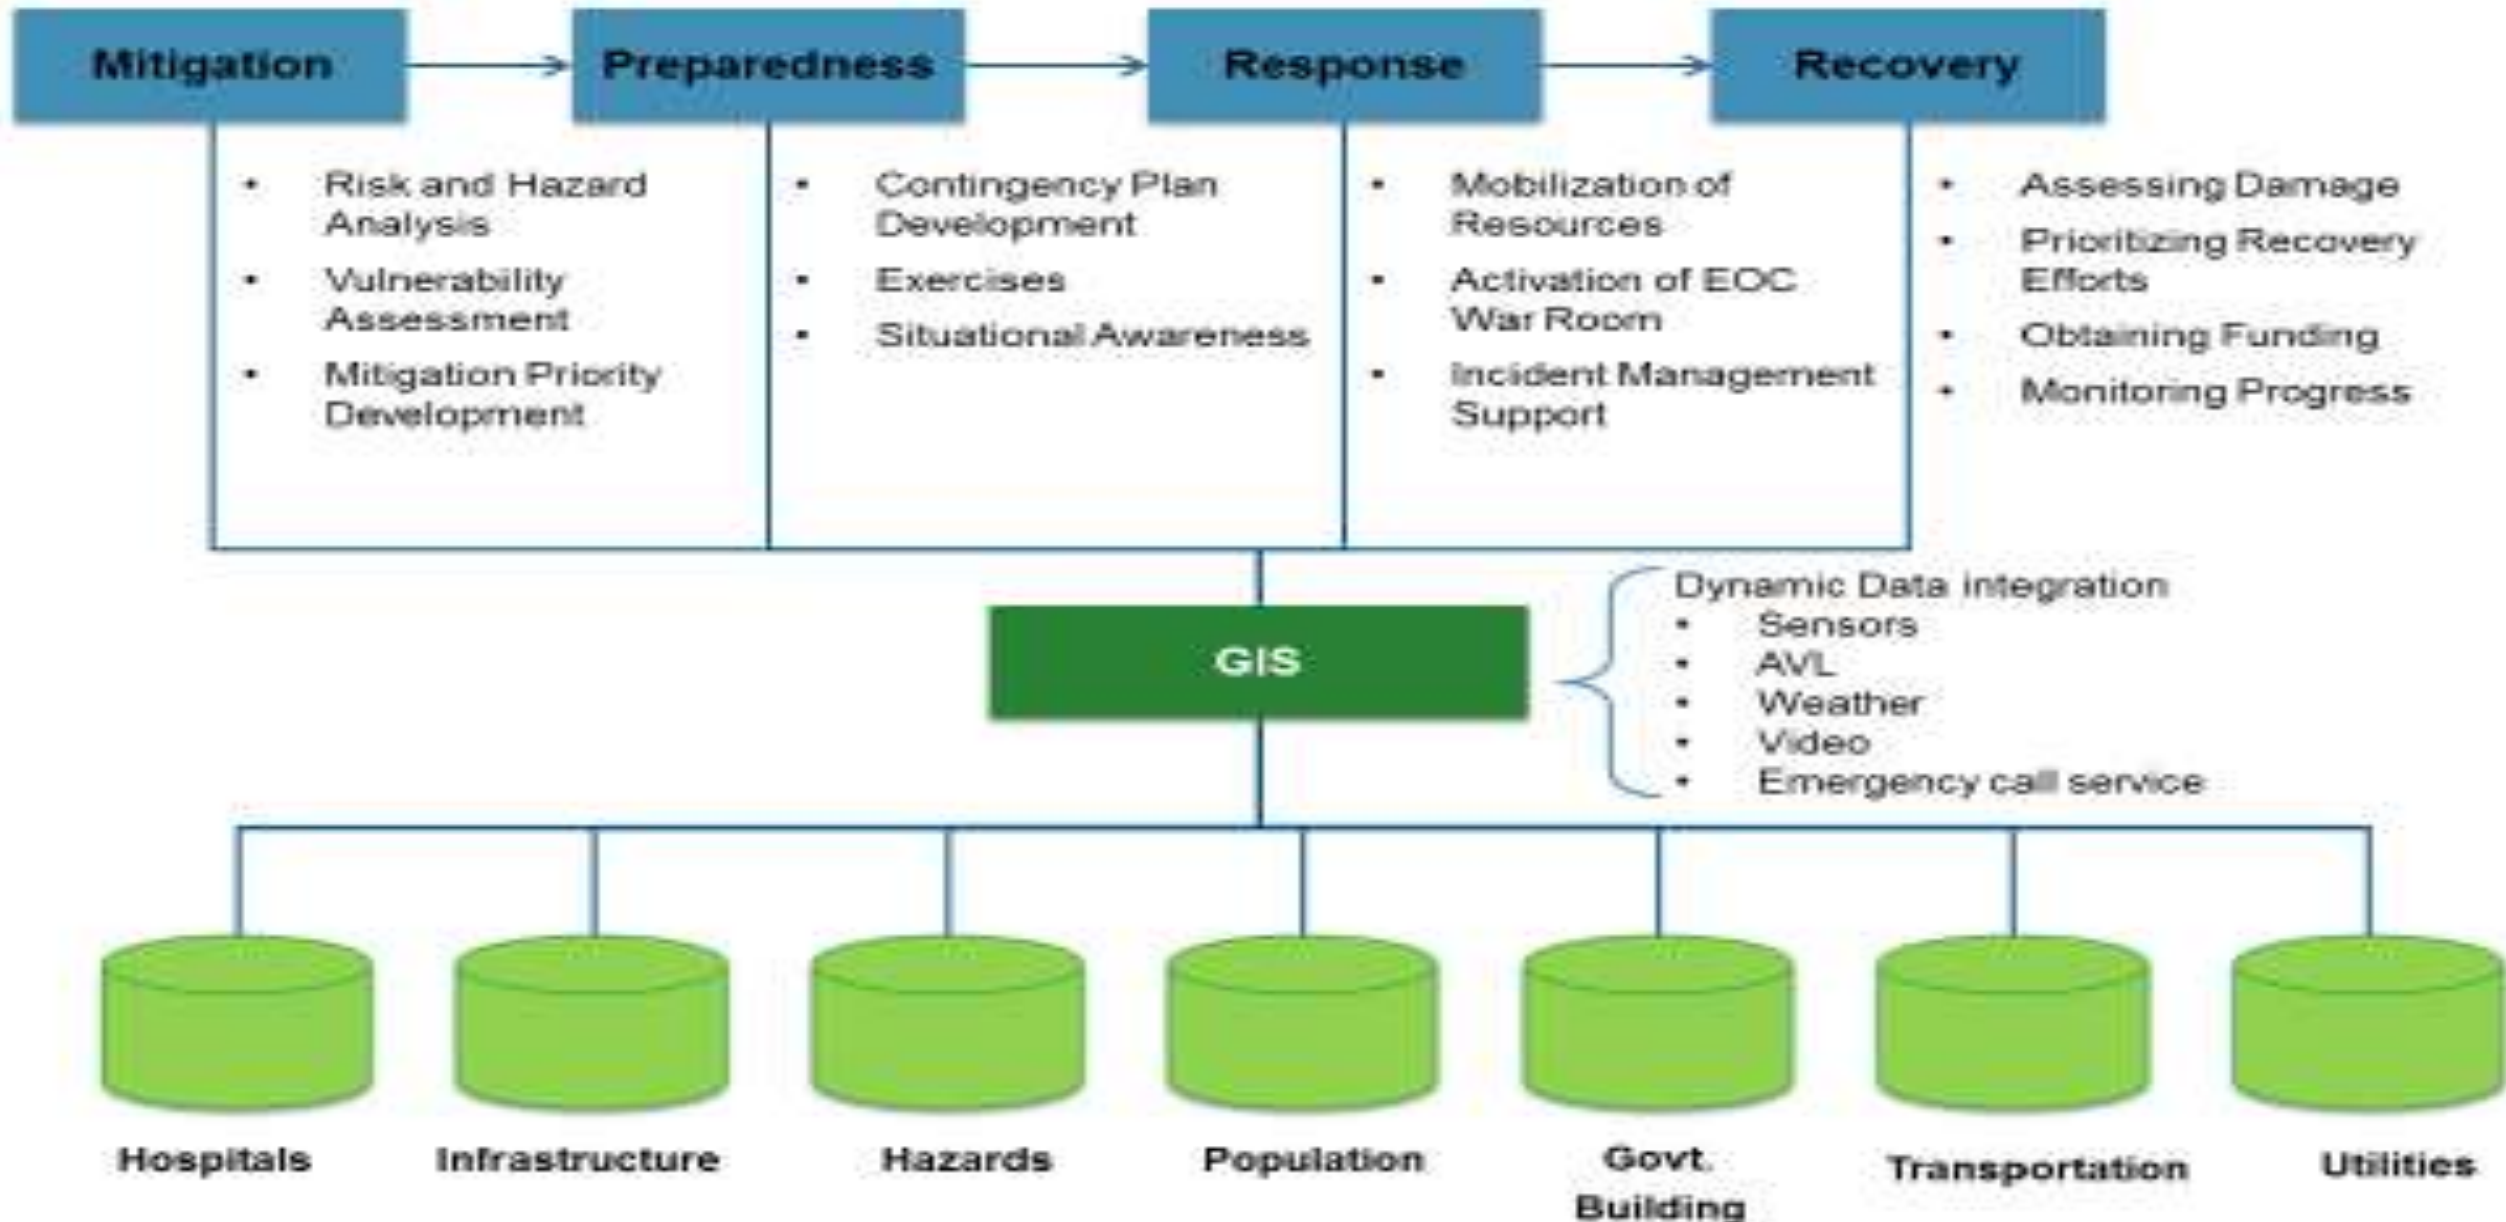 Mitigation
Preparedness
Response
Recovery
• Risk and Hazard
Analysis
• Vulnerability
Assessment
• Mitigation Priority
Development
• Contingency Plan
Development
• Exercises
• Situational Awareness
• Mobilization of
Resources
• Activation of EOC
War Room
• Incident Management
Support
• Assessing Damage
• Prioritizing Recovery
Efforts
• Obtaining Funding
• Monitoring Progress
GIS
Dynamic Data integration
• Sensors
• AVL
• Weather
• Video
• Emergency call service
Hospitals
Infrastructure
Hazards
Population
Govt.
Building
Transportation
Utilities